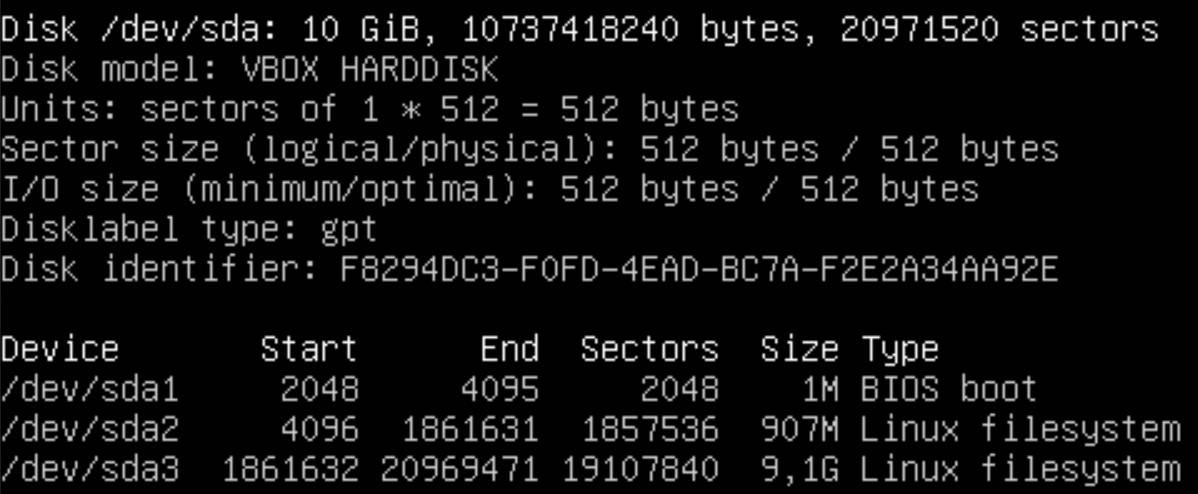 Disk /dev/sda: 10 GiB, 10737418240 bytes, 20971520 sectors
Disk model: VBOX HARDDISK
Units: sectors of 1 * 512 = 512 bytes
Sector size (logical/physical): 512 bytes / 512 bytes
I/O size (minimum/optimal): 512 bytes / 512 bytes
Disklabel type: gpt
Disk identifier: F8294DC3-F0FD-4EAD-BC7A-F2E2A34AA92E
Device Start End Sectors Size Type
/dev/sda1 2048 4095 2048 1M BIOS boot
/dev/sda2 4096 1861631 1857536 907M Linux filesystem
/dev/sda3 1861632 20969471 19107840 9,1G Linux filesystem